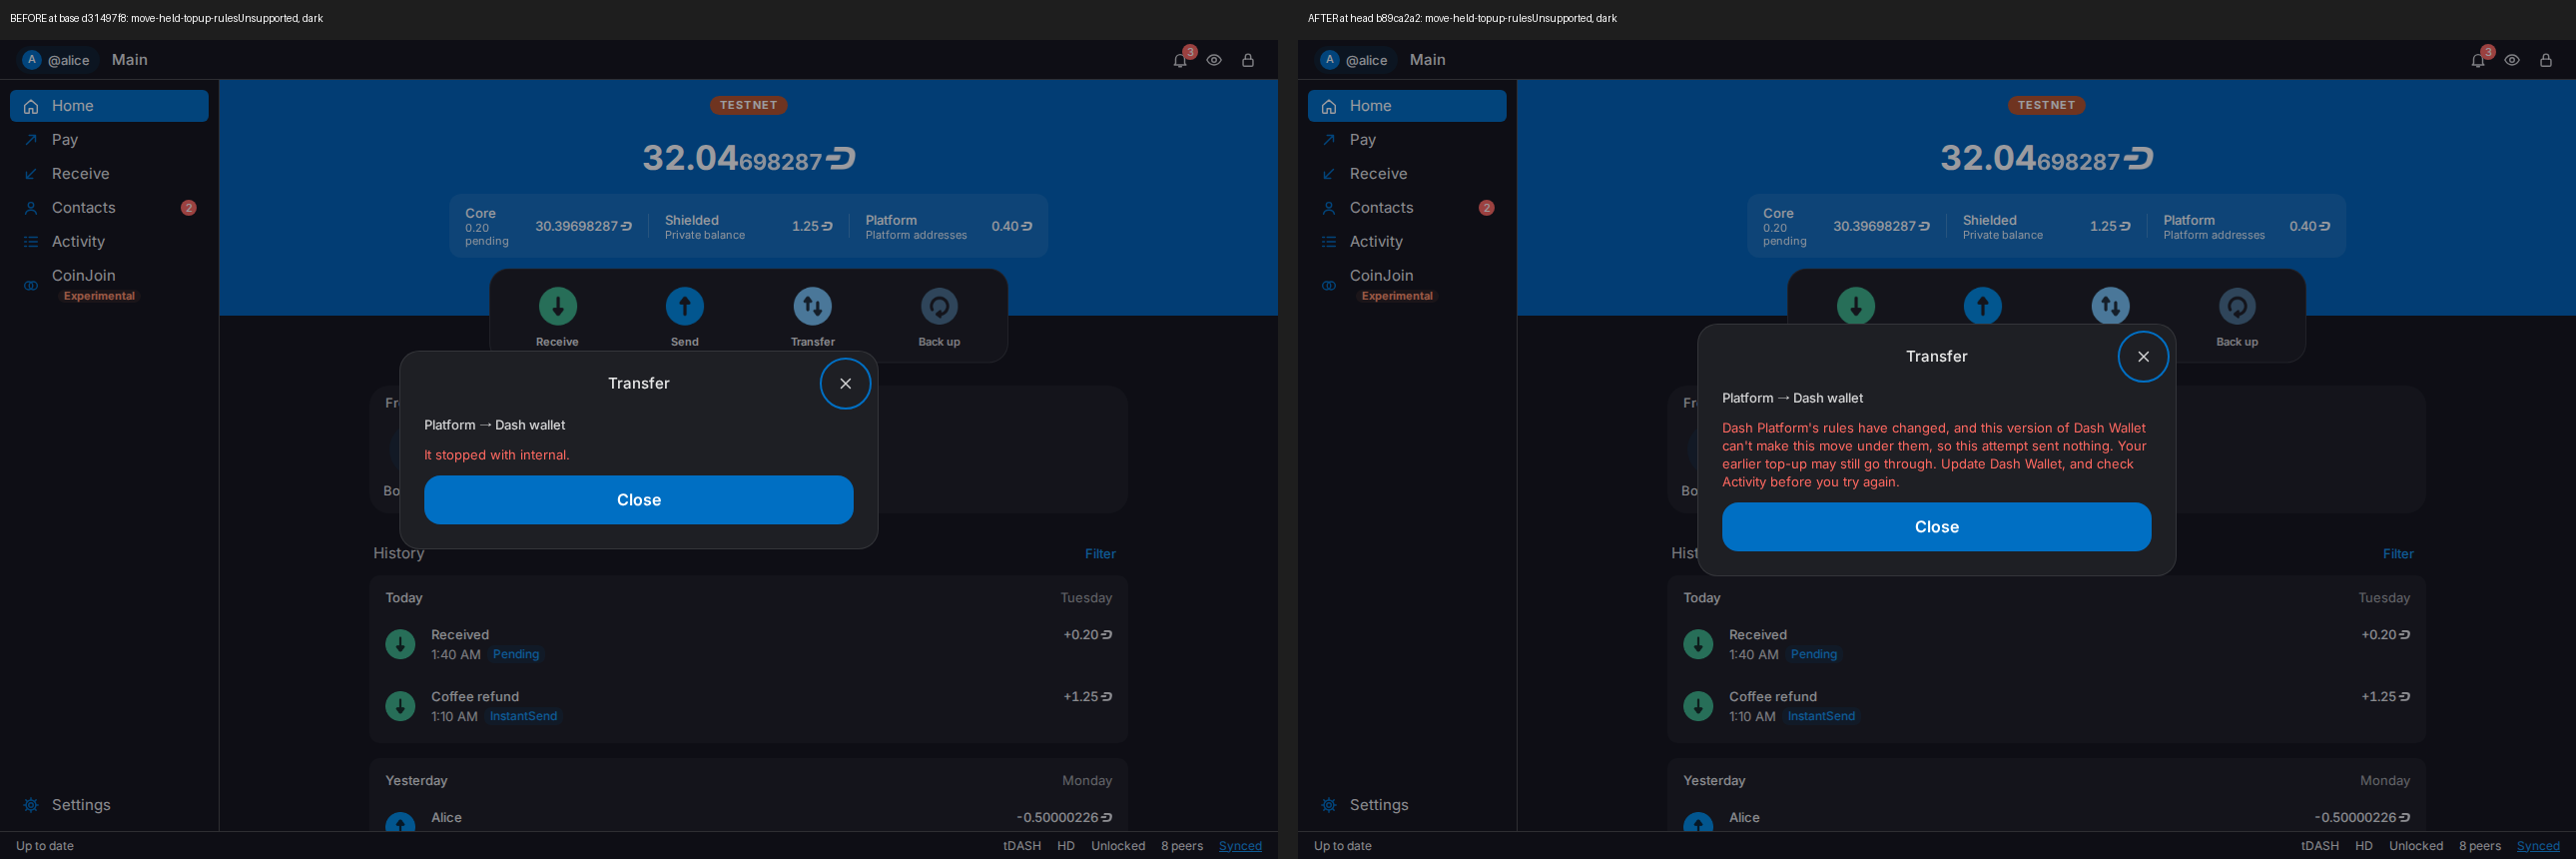 BEFORE at base d31497f8: move-held-topup-rulesUnsupported, dark
A @alice Main
3
Home
Pay
Receive
Contacts 2
Activity
CoinJoin
Experimental
Settings
TESTNET
32.04698287
Core
0.20
pending
30.39698287
Shielded
Private balance
1.25
Platform
Platform addresses
0.40
Receive Send Transfer Back up
Fr
Bo
Transfer
Platform → Dash wallet
It stopped with internal.
Close
History Filter
Today Tuesday
Received +0.20
1:40 AM Pending
Coffee refund +1.25
1:10 AM InstantSend
Yesterday Monday
Alice -0.50000226
Up to date tDASH HD Unlocked 8 peers Synced
AFTER at head b89ca2a2: move-held-topup-rulesUnsupported, dark
A @alice Main
3
Home
Pay
Receive
Contacts 2
Activity
CoinJoin
Experimental
Settings
TESTNET
32.04698287
Core
0.20
pending
30.39698287
Shielded
Private balance
1.25
Platform
Platform addresses
0.40
Back up
Fr
Bo
Transfer
Platform → Dash wallet
Dash Platform's rules have changed, and this version of Dash Wallet
can't make this move under them, so this attempt sent nothing. Your
earlier top-up may still go through. Update Dash Wallet, and check
Activity before you try again.
Close
Hist Filter
Today Tuesday
Received +0.20
1:40 AM Pending
Coffee refund +1.25
1:10 AM InstantSend
Yesterday Monday
Alice -0.50000226
Up to date tDASH HD Unlocked 8 peers Synced